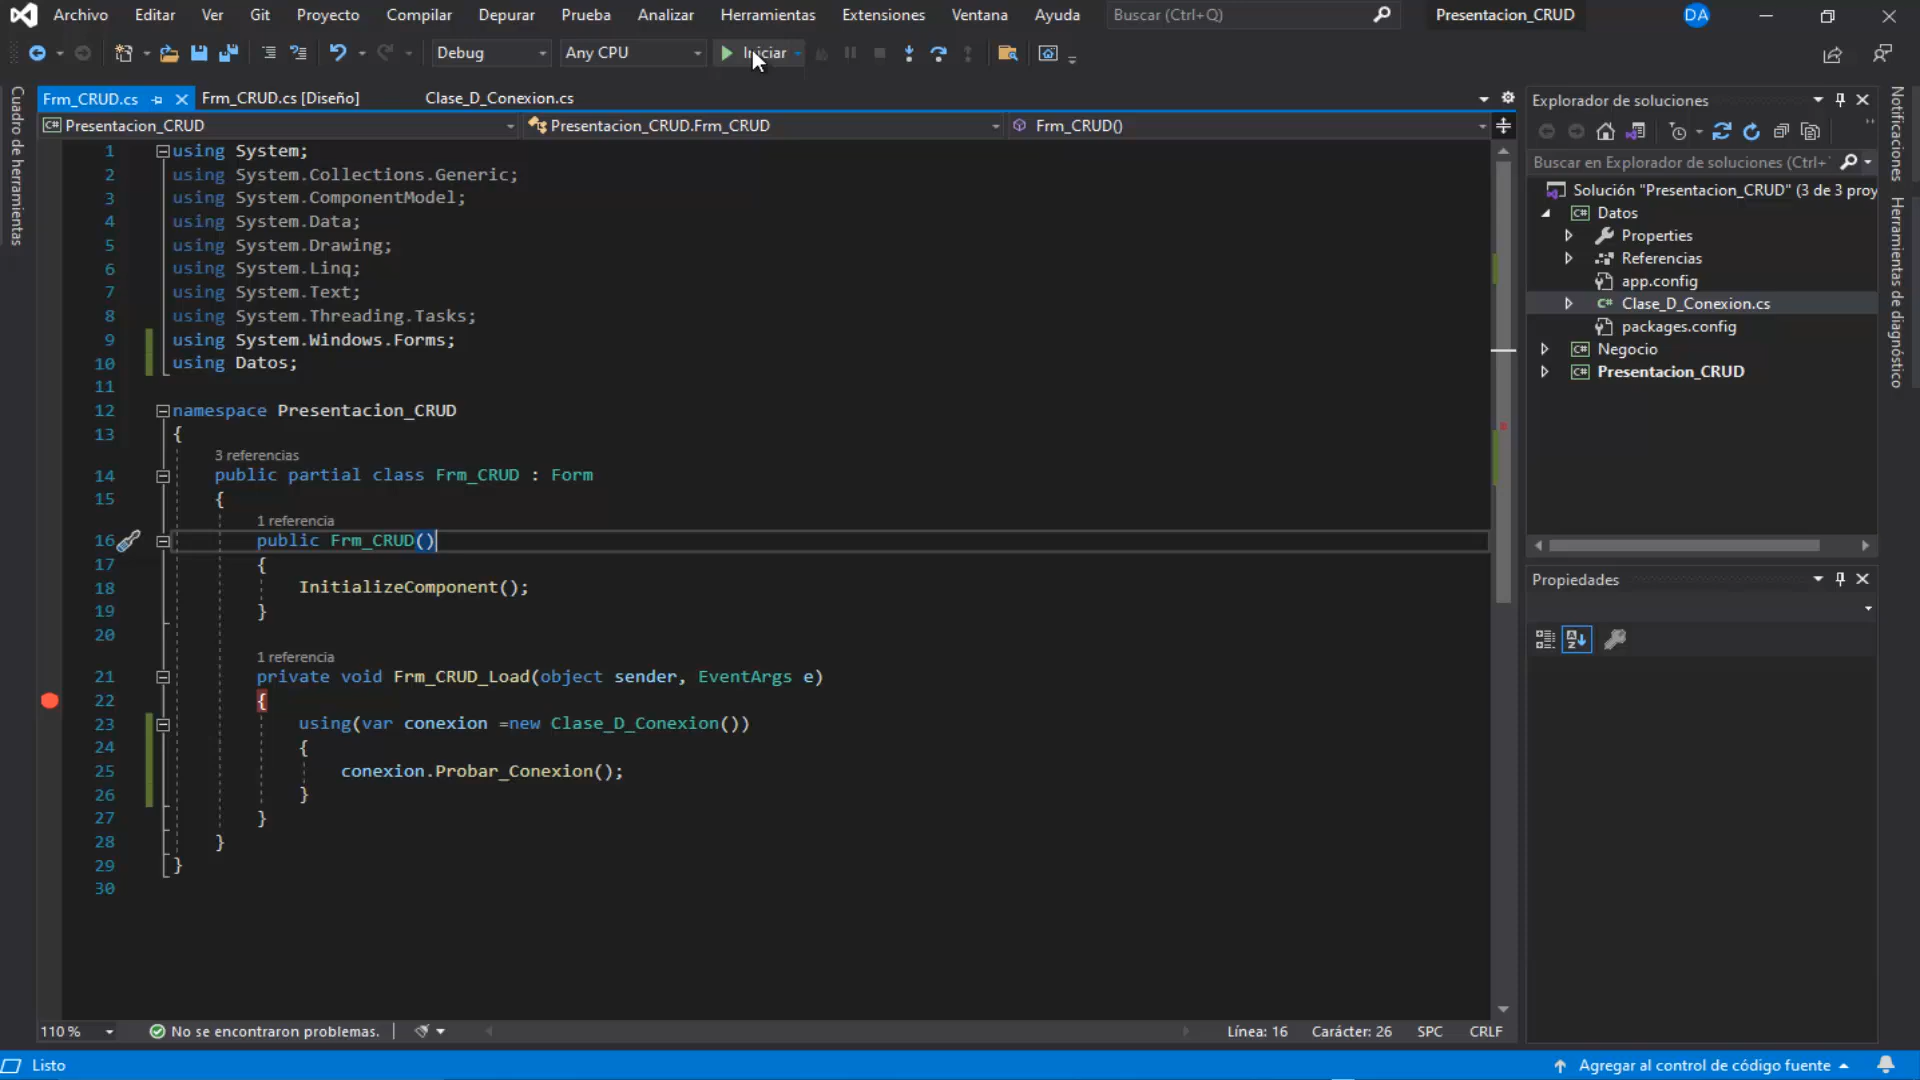 Archivo Editar Ver Git Proyecto Compilar Depurar Prueba Analizar Herramientas Extensiones Ventana Ayuda Buscar (Ctrl+Q) Presentacion_CRUD DA
Debug Any CPU Iniciar
Cuadro de herramientas
Frm_CRUD.cs Frm_CRUD.cs [Diseño] Clase_D_Conexion.cs
Presentacion_CRUD Presentacion_CRUD.Frm_CRUD Frm_CRUD()
1 using System;
2 using System.Collections.Generic;
3 using System.ComponentModel;
4 using System.Data;
5 using System.Drawing;
6 using System.Linq;
7 using System.Text;
8 using System.Threading.Tasks;
9 using System.Windows.Forms;
10 using Datos;
11
12 namespace Presentacion_CRUD
13 {
3 referencias
14 public partial class Frm_CRUD : Form
15 {
1 referencia
16 public Frm_CRUD()
17 {
18 InitializeComponent();
19 }
20
1 referencia
21 private void Frm_CRUD_Load(object sender, EventArgs e)
22 {
23 using(var conexion =new Clase_D_Conexion())
24 {
25 conexion.Probar_Conexion();
26 }
27 }
28 }
29 }
30
110 % No se encontraron problemas. Línea: 16 Carácter: 26 SPC CRLF
Explorador de soluciones
Buscar en Explorador de soluciones (Ctrl+
Solución "Presentacion_CRUD" (3 de 3 proy
C# Datos
Properties
Referencias
app.config
C# Clase_D_Conexion.cs
packages.config
C# Negocio
C# Presentacion_CRUD
Propiedades
Notificaciones
Herramientas de diagnóstico
Listo Agregar al control de código fuente